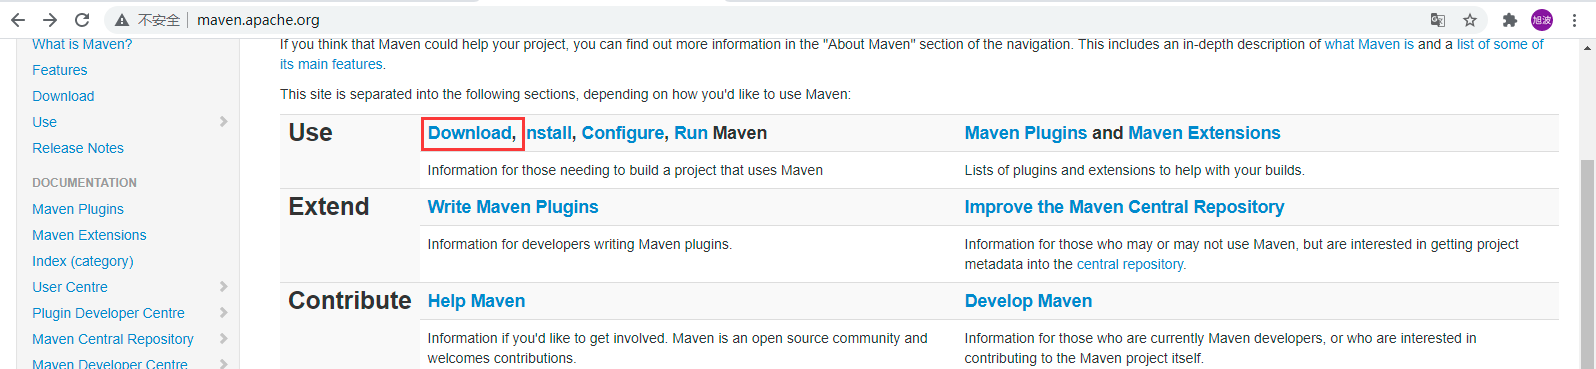 不安全 maven.apache.org 旭波
What is Maven?
Features
Download
Use
Release Notes
DOCUMENTATION
Maven Plugins
Maven Extensions
Index (category)
User Centre
Plugin Developer Centre
Maven Central Repository
Maven Developer Centre
If you think that Maven could help your project, you can find out more information in the "About Maven" section of the navigation. This includes an in-depth description of what Maven is and a list of some of
its main features.
This site is separated into the following sections, depending on how you'd like to use Maven:
Use
Download, Install, Configure, Run Maven
Information for those needing to build a project that uses Maven
Maven Plugins and Maven Extensions
Lists of plugins and extensions to help with your builds.
Extend
Write Maven Plugins
Information for developers writing Maven plugins.
Improve the Maven Central Repository
Information for those who may or may not use Maven, but are interested in getting project
metadata into the central repository.
Contribute
Help Maven
Information if you'd like to get involved. Maven is an open source community and
welcomes contributions.
Develop Maven
Information for those who are currently Maven developers, or who are interested in
contributing to the Maven project itself.